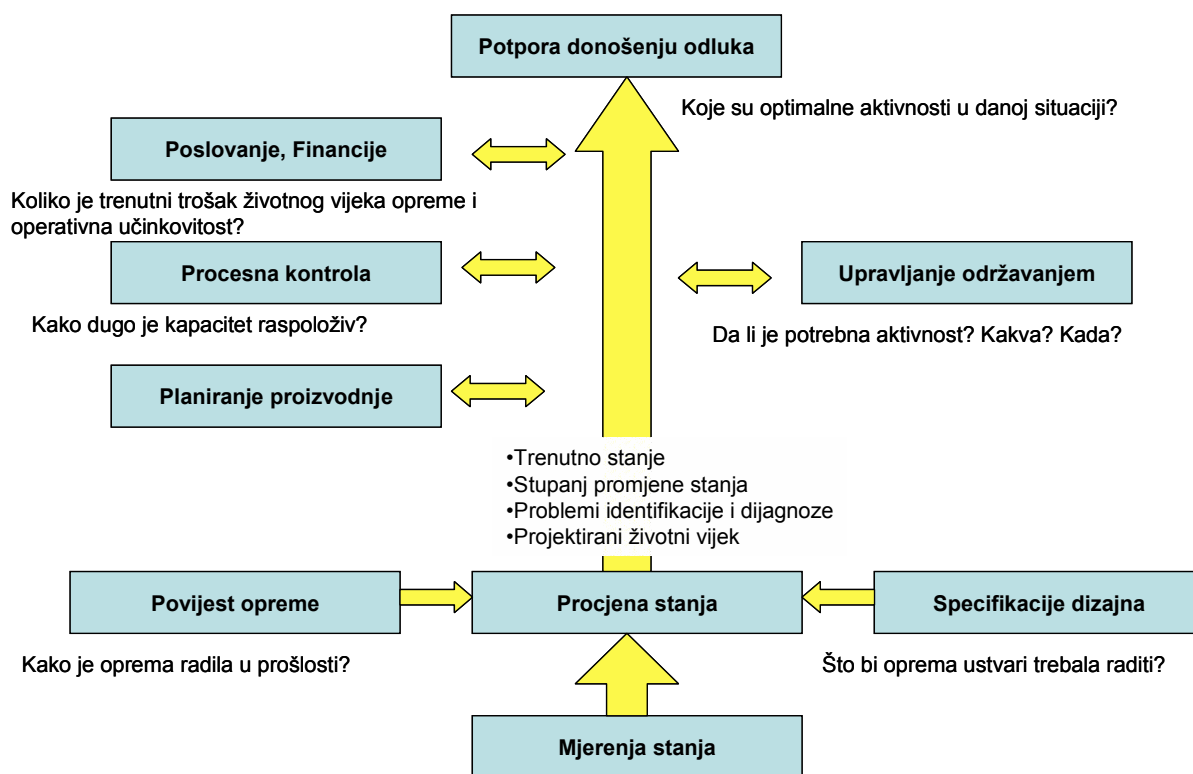 Potpora donošenju odluka
Koje su optimalne aktivnosti u danoj situaciji?
Poslovanje, Financije
Koliko je trenutni trošak životnog vijeka opreme i
operativna učinkovitost?
Procesna kontrola
Upravljanje održavanjem
Kako dugo je kapacitet raspoloživ?
Da li je potrebna aktivnost? Kakva? Kada?
Planiranje proizvodnje
•Trenutno stanje
•Stupanj promjene stanja
•Problemi identifikacije i dijagnoze
•Projektirani životni vijek
Povijest opreme
Procjena stanja
Specifikacije dizajna
Kako je oprema radila u prošlosti?
Što bi oprema ustvari trebala raditi?
Mjerenja stanja